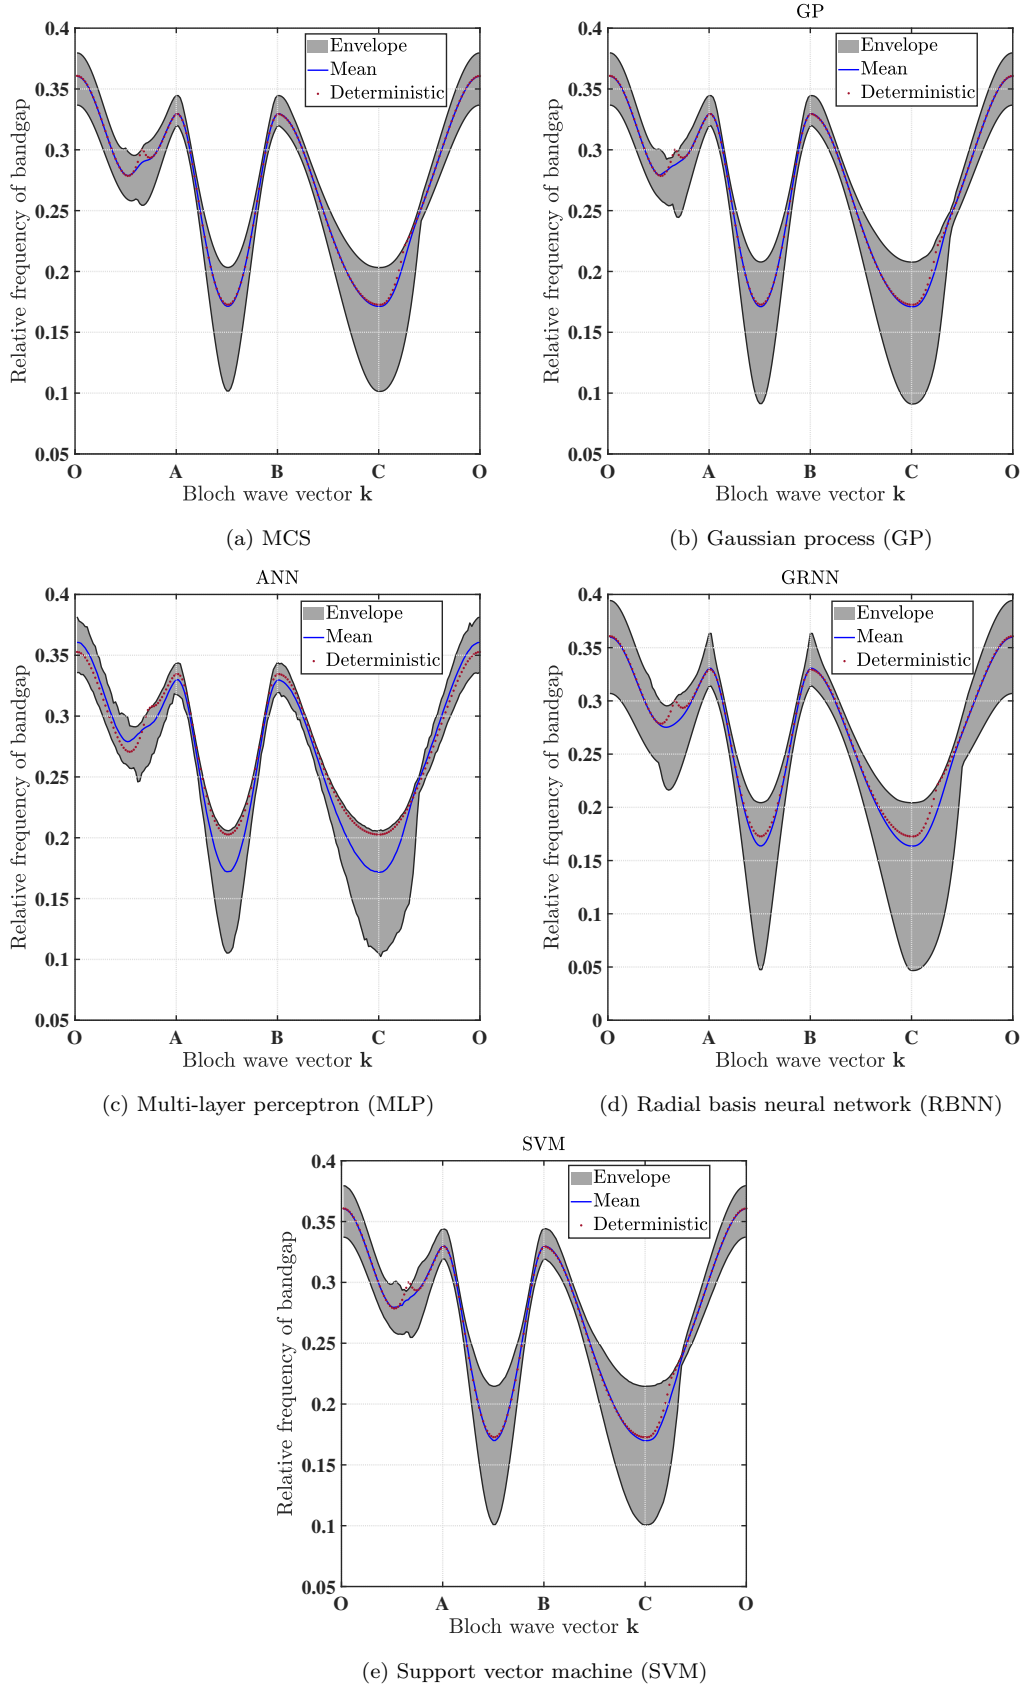 0.4
0.35
0.3
0.25
0.2
0.15
0.1
0.05
Relative frequency of bandgap
Envelope
Mean
Deterministic
O A B C O
Bloch wave vector k
(a) MCS
GP
0.4
0.35
0.3
0.25
0.2
0.15
0.1
0.05
Relative frequency of bandgap
Envelope
Mean
Deterministic
O A B C O
Bloch wave vector k
(b) Gaussian process (GP)
ANN
0.4
0.35
0.3
0.25
0.2
0.15
0.1
0.05
Relative frequency of bandgap
Envelope
Mean
Deterministic
O A B C O
Bloch wave vector k
(c) Multi-layer perceptron (MLP)
GRNN
0.4
0.35
0.3
0.25
0.2
0.15
0.1
0.05
0
Relative frequency of bandgap
Envelope
Mean
Deterministic
O A B C O
Bloch wave vector k
(d) Radial basis neural network (RBNN)
SVM
0.4
0.35
0.3
0.25
0.2
0.15
0.1
0.05
Relative frequency of bandgap
Envelope
Mean
Deterministic
O A B C O
Bloch wave vector k
(e) Support vector machine (SVM)